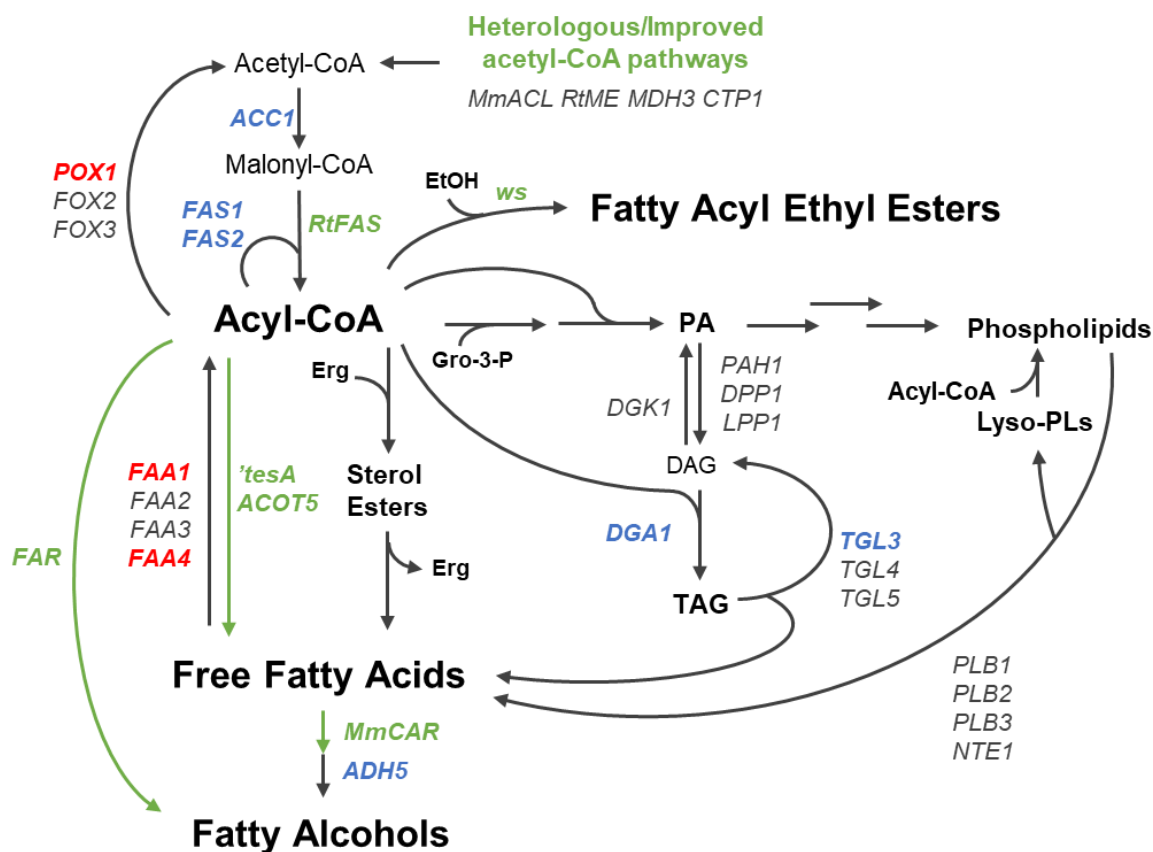 Heterologous/Improved
acetyl-CoA pathways
Acetyl-CoA
MmACL RtME MDH3 CTP1
ACC1
Malonyl-CoA
POX1
FOX2
FOX3
EtOH
ws
Fatty Acyl Ethyl Esters
FAS1
FAS2
RtFAS
Acyl-CoA
Gro-3-P
PA
Phospholipids
Erg
DGK1
PAH1
DPP1
LPP1
Acyl-CoA
Lyso-PLs
DAG
FAA1
FAA2
FAA3
FAA4
'tesA
ACOT5
Sterol
Esters
FAR
DGA1
TGL3
TGL4
TGL5
Erg
TAG
Free Fatty Acids
PLB1
PLB2
PLB3
NTE1
MmCAR
ADH5
Fatty Alcohols